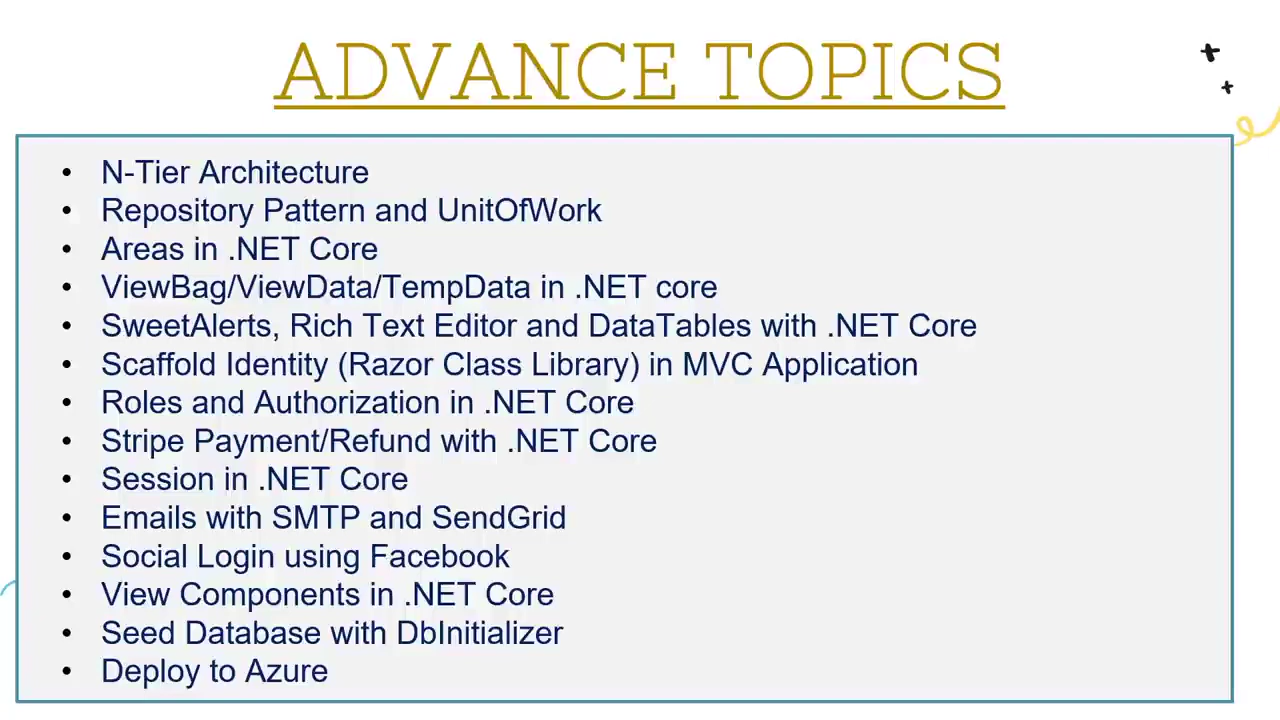 ADVANCE TOPICS
• N-Tier Architecture
• Repository Pattern and UnitOfWork
• Areas in .NET Core
• ViewBag/ViewData/TempData in .NET core
• SweetAlerts, Rich Text Editor and DataTables with .NET Core
• Scaffold Identity (Razor Class Library) in MVC Application
• Roles and Authorization in .NET Core
• Stripe Payment/Refund with .NET Core
• Session in .NET Core
• Emails with SMTP and SendGrid
• Social Login using Facebook
• View Components in .NET Core
• Seed Database with DbInitializer
• Deploy to Azure